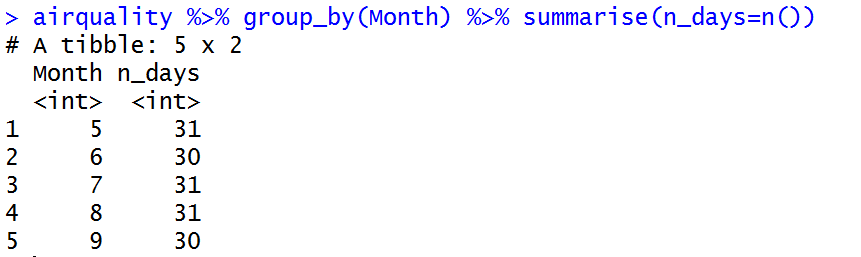 > airquality %>% group_by(Month) %>% summarise(n_days=n())
# A tibble: 5 x 2
  Month n_days
  <int>  <int>
1     5     31
2     6     30
3     7     31
4     8     31
5     9     30